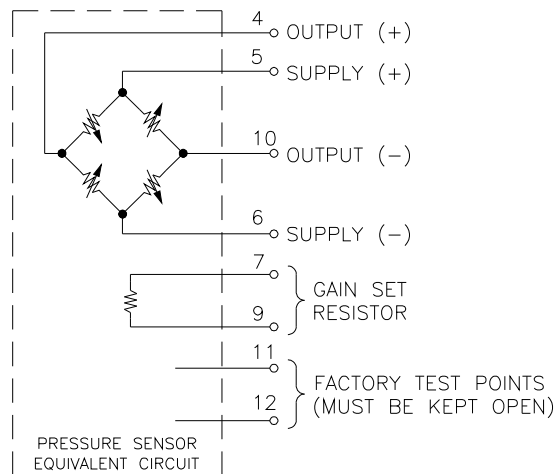 4
OUTPUT (+)
5
SUPPLY (+)
10
OUTPUT (−)
6
SUPPLY (−)
7
GAIN SET
RESISTOR
9
11
FACTORY TEST POINTS
(MUST BE KEPT OPEN)
12
PRESSURE SENSOR
EQUIVALENT CIRCUIT